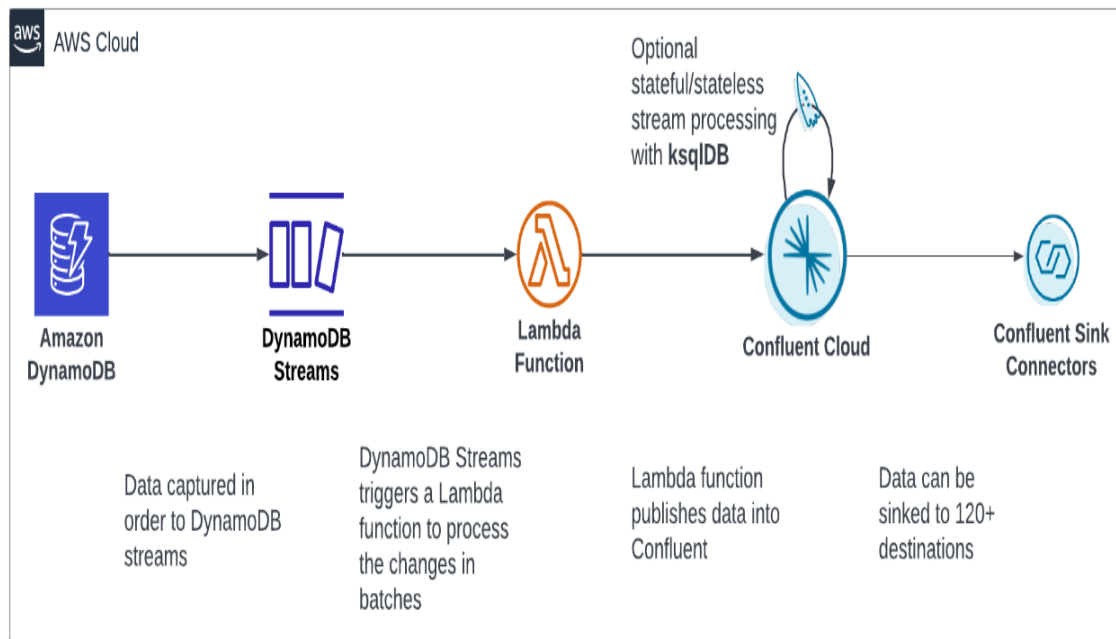 aws
AWS Cloud
Optional
stateful/stateless
stream processing
with ksqlDB
Amazon
DynamoDB
DynamoDB
Streams
Lambda
Function
Confluent Cloud
Confluent Sink
Connectors
Data captured in
order to DynamoDB
streams
DynamoDB Streams
triggers a Lambda
function to process
the changes in
batches
Lambda function
publishes data into
Confluent
Data can be
sinked to 120+
destinations